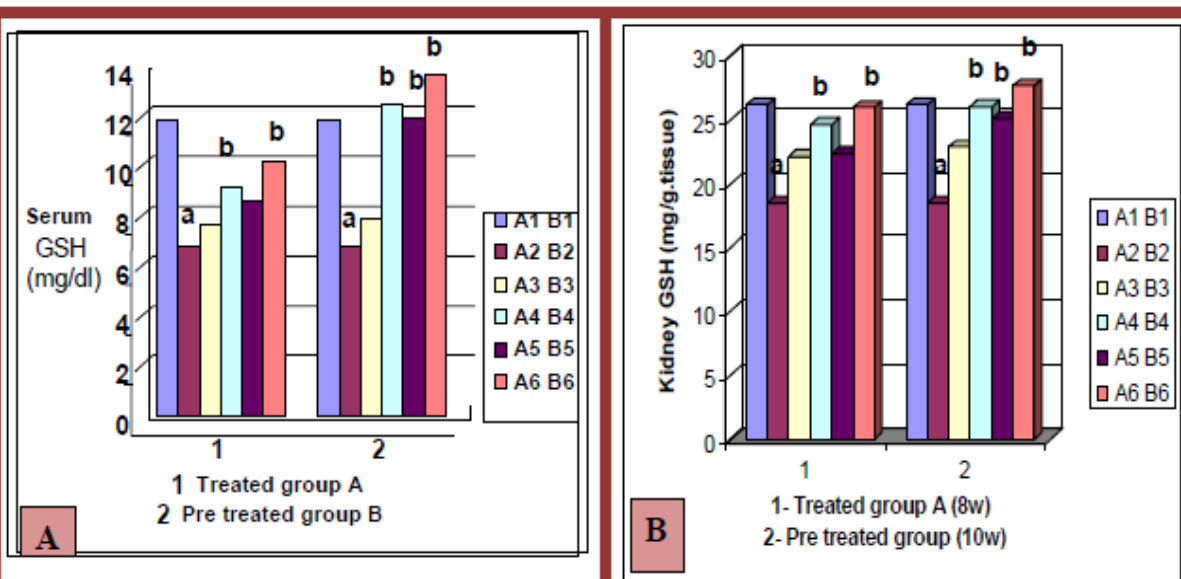 14
12
10
8
6
4
2
0
Serum
GSH
(mg/dl)
a
b
b
a
b
b
b
A1 B1
A2 B2
A3 B3
A4 B4
A5 B5
A6 B6
1
2
1 Treated group A
2 Pre treated group B
A
30
25
20
15
10
5
0
Kidney GSH (mg/g.tissue)
a
b
b
a
b
b
b
A1 B1
A2 B2
A3 B3
A4 B4
A5 B5
A6 B6
1
2
1- Treated group A (8w)
2- Pre treated group (10w)
B